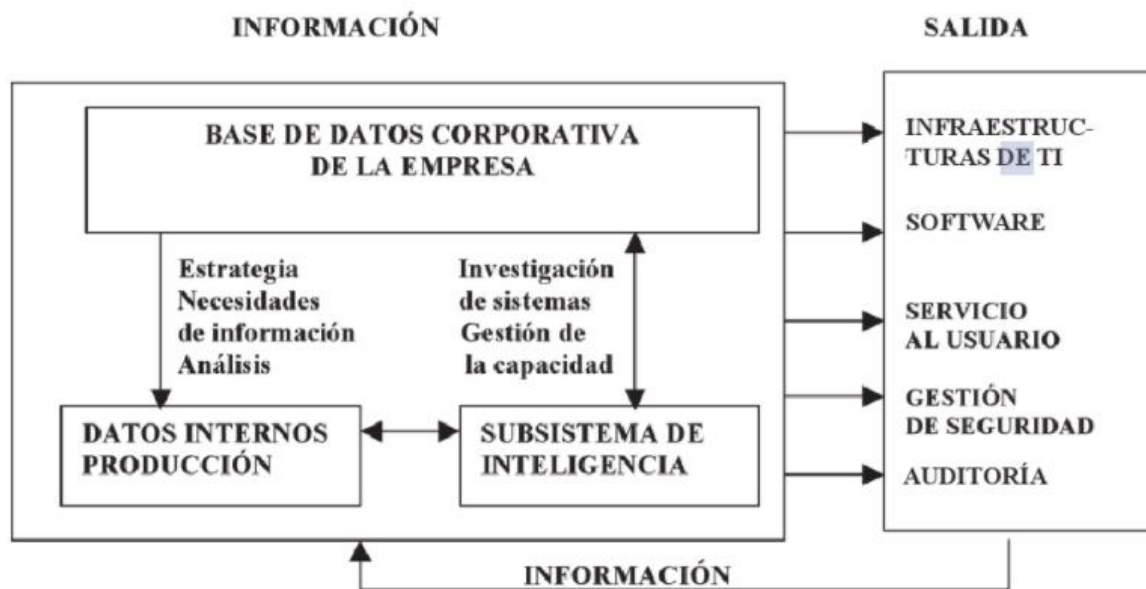 INFORMACIÓN
SALIDA
BASE DE DATOS CORPORATIVA
DE LA EMPRESA
Estrategia
Necesidades
de información
Análisis
Investigación
de sistemas
Gestión de
la capacidad
DATOS INTERNOS
PRODUCCIÓN
SUBSISTEMA DE
INTELIGENCIA
INFRAESTRUC-
TURAS DE TI
SOFTWARE
SERVICIO
AL USUARIO
GESTIÓN
DE SEGURIDAD
AUDITORÍA
INFORMACIÓN